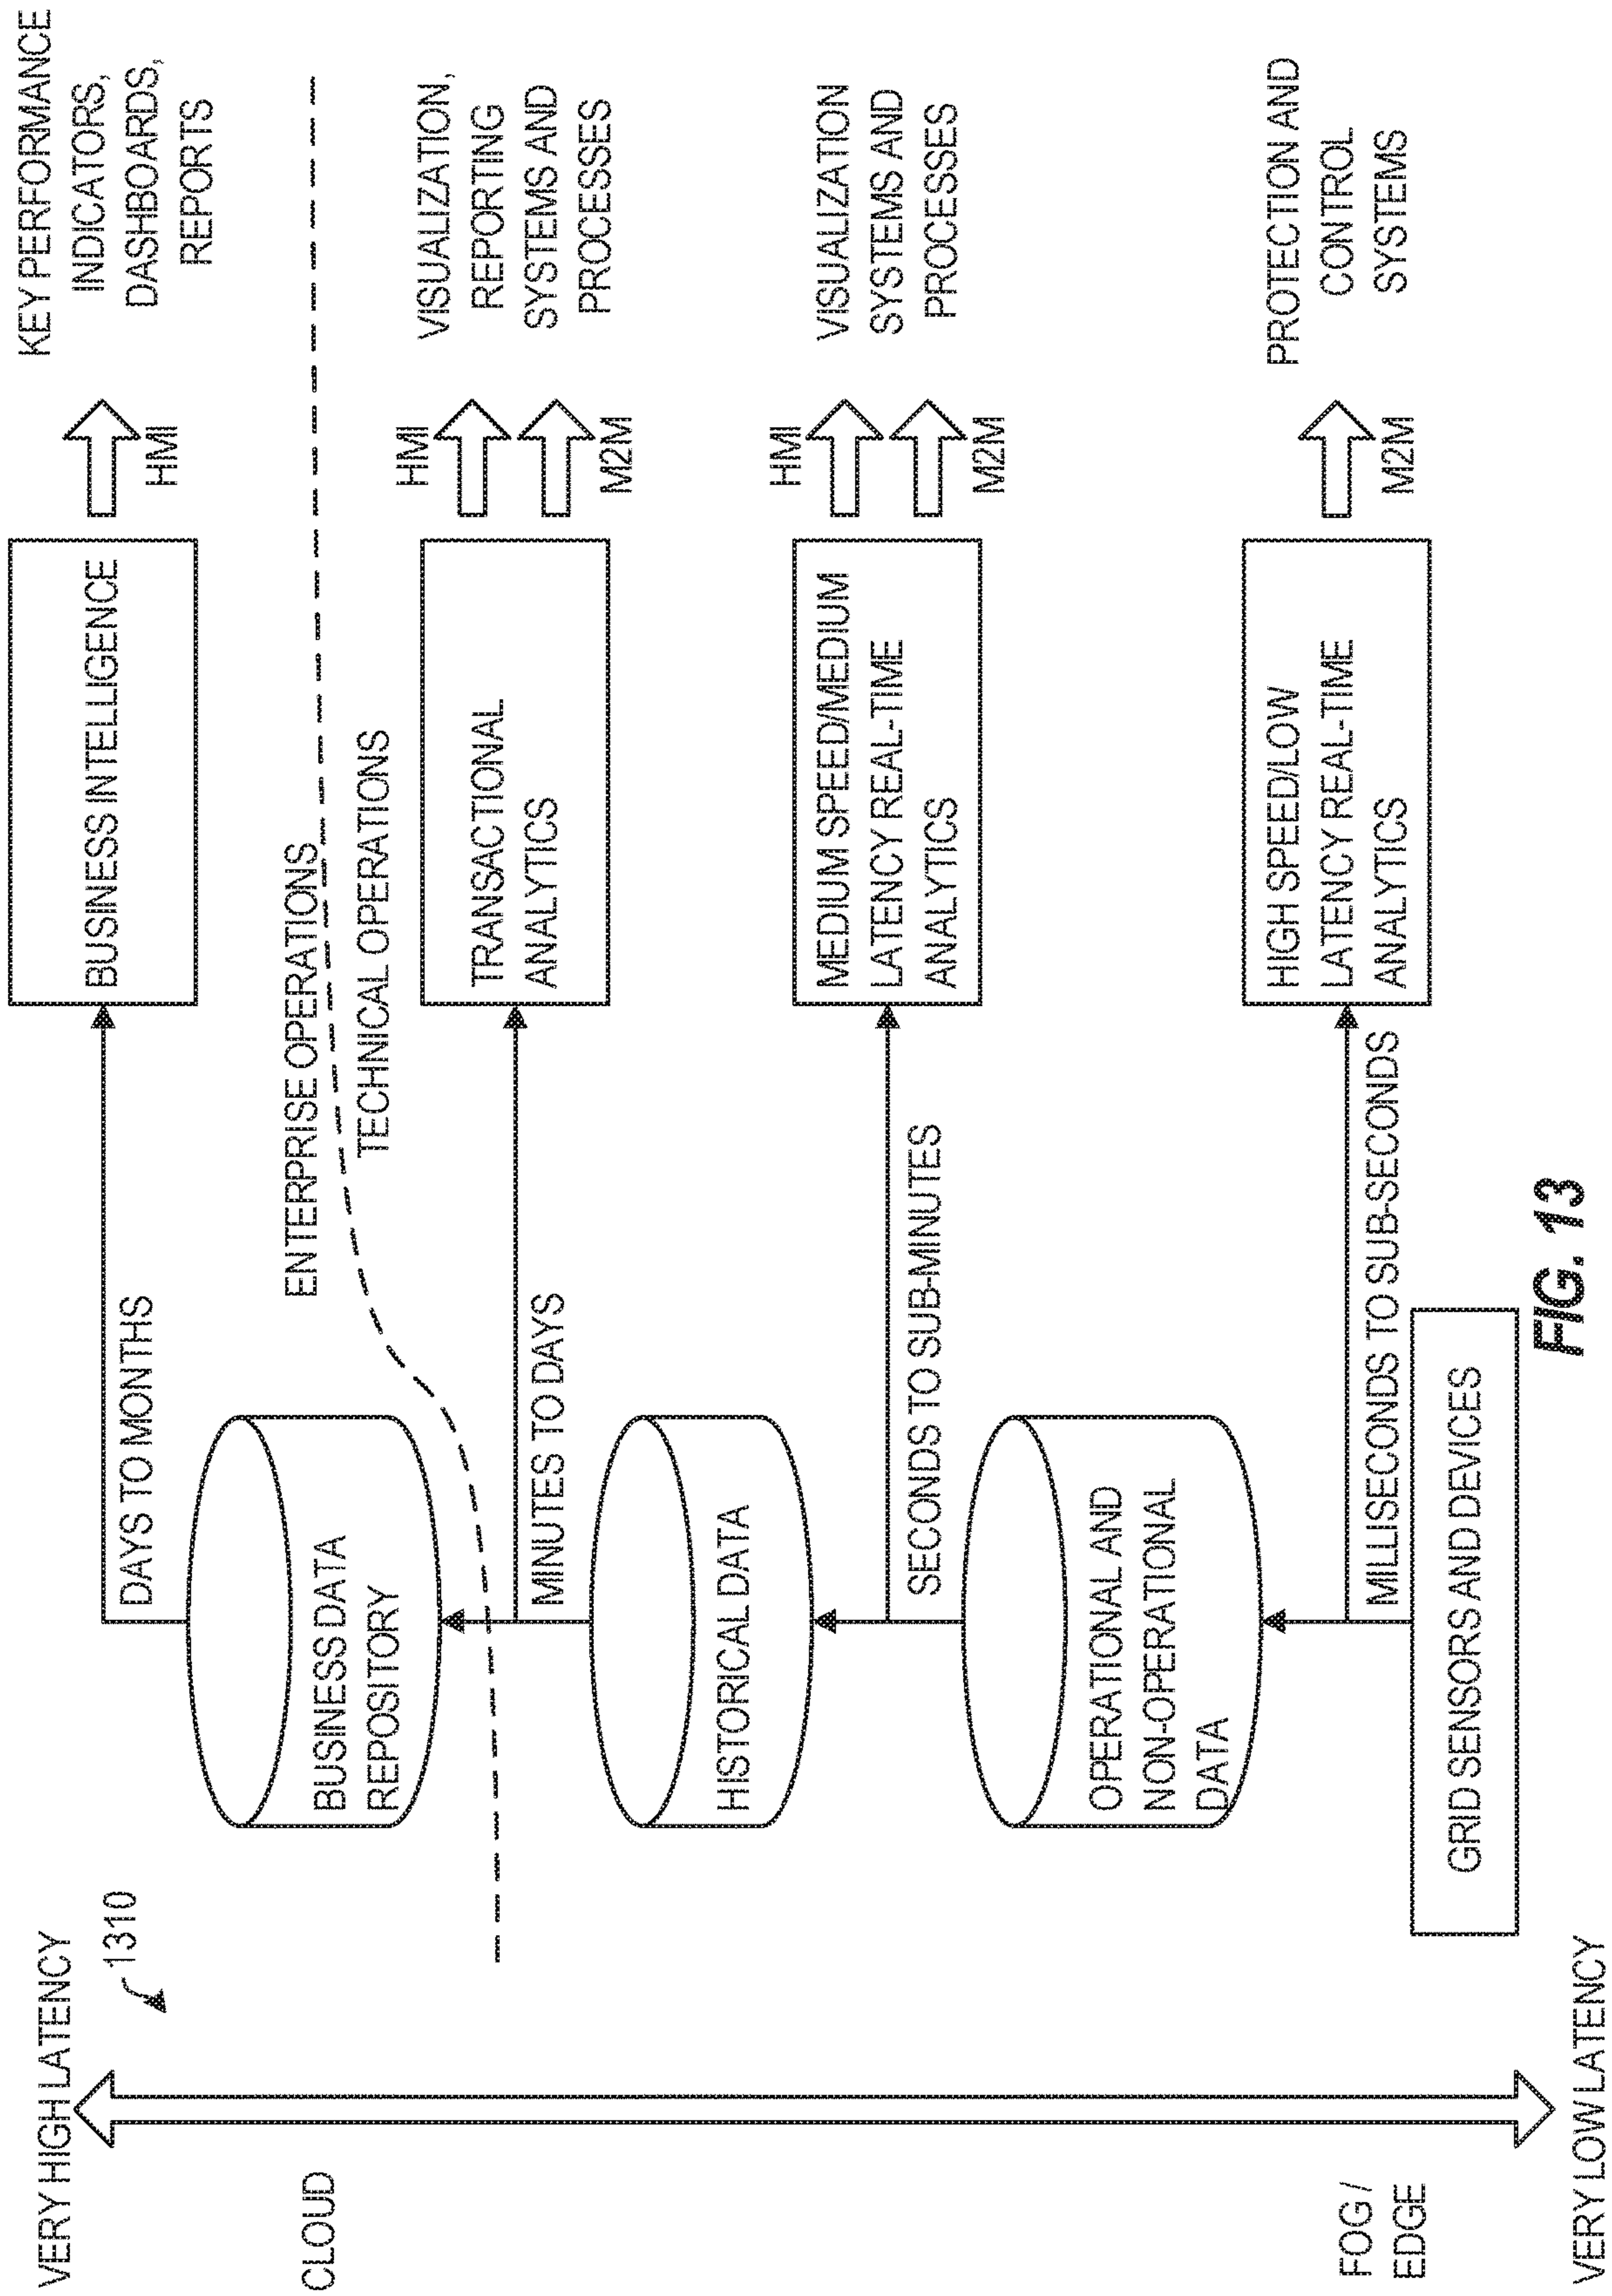 VERY HIGH LATENCY
1310
CLOUD
FOG /
EDGE
VERY LOW LATENCY
DAYS TO MONTHS
BUSINESS INTELLIGENCE
HMI
KEY PERFORMANCE
INDICATORS,
DASHBOARDS,
REPORTS
BUSINESS DATA
REPOSITORY
ENTERPRISE OPERATIONS
TECHNICAL OPERATIONS
MINUTES TO DAYS
TRANSACTIONAL
ANALYTICS
HMI
M2M
VISUALIZATION,
REPORTING
SYSTEMS AND
PROCESSES
HISTORICAL DATA
SECONDS TO SUB-MINUTES
MEDIUM SPEED/MEDIUM
LATENCY REAL-TIME
ANALYTICS
HMI
M2M
VISUALIZATION
SYSTEMS AND
PROCESSES
OPERATIONAL AND
NON-OPERATIONAL
DATA
MILLISECONDS TO SUB-SECONDS
HIGH SPEED/LOW
LATENCY REAL-TIME
ANALYTICS
M2M
PROTECTION AND
CONTROL
SYSTEMS
GRID SENSORS AND DEVICES
FIG. 13